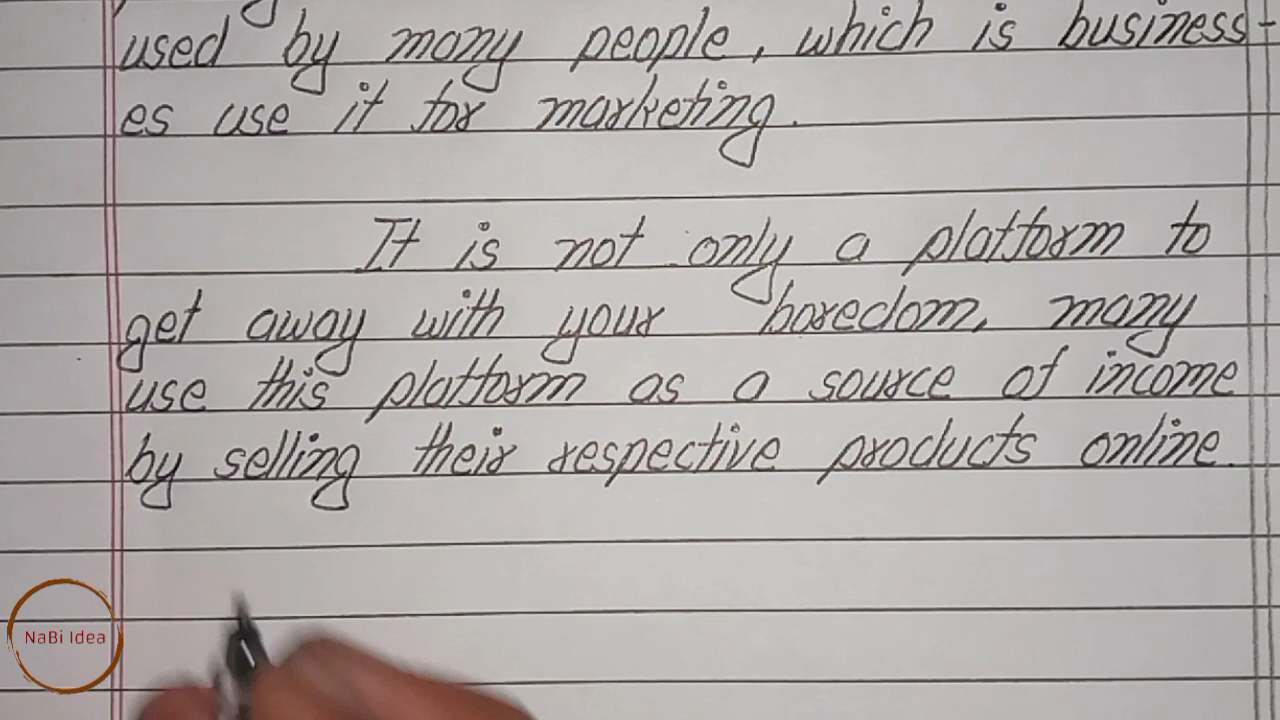 used by many people, which is business-
es use it for marketing.
It is not only a platform to
get away with your boredom, many
use this platform as a source of income
by selling their respective products online.
NaBi Idea